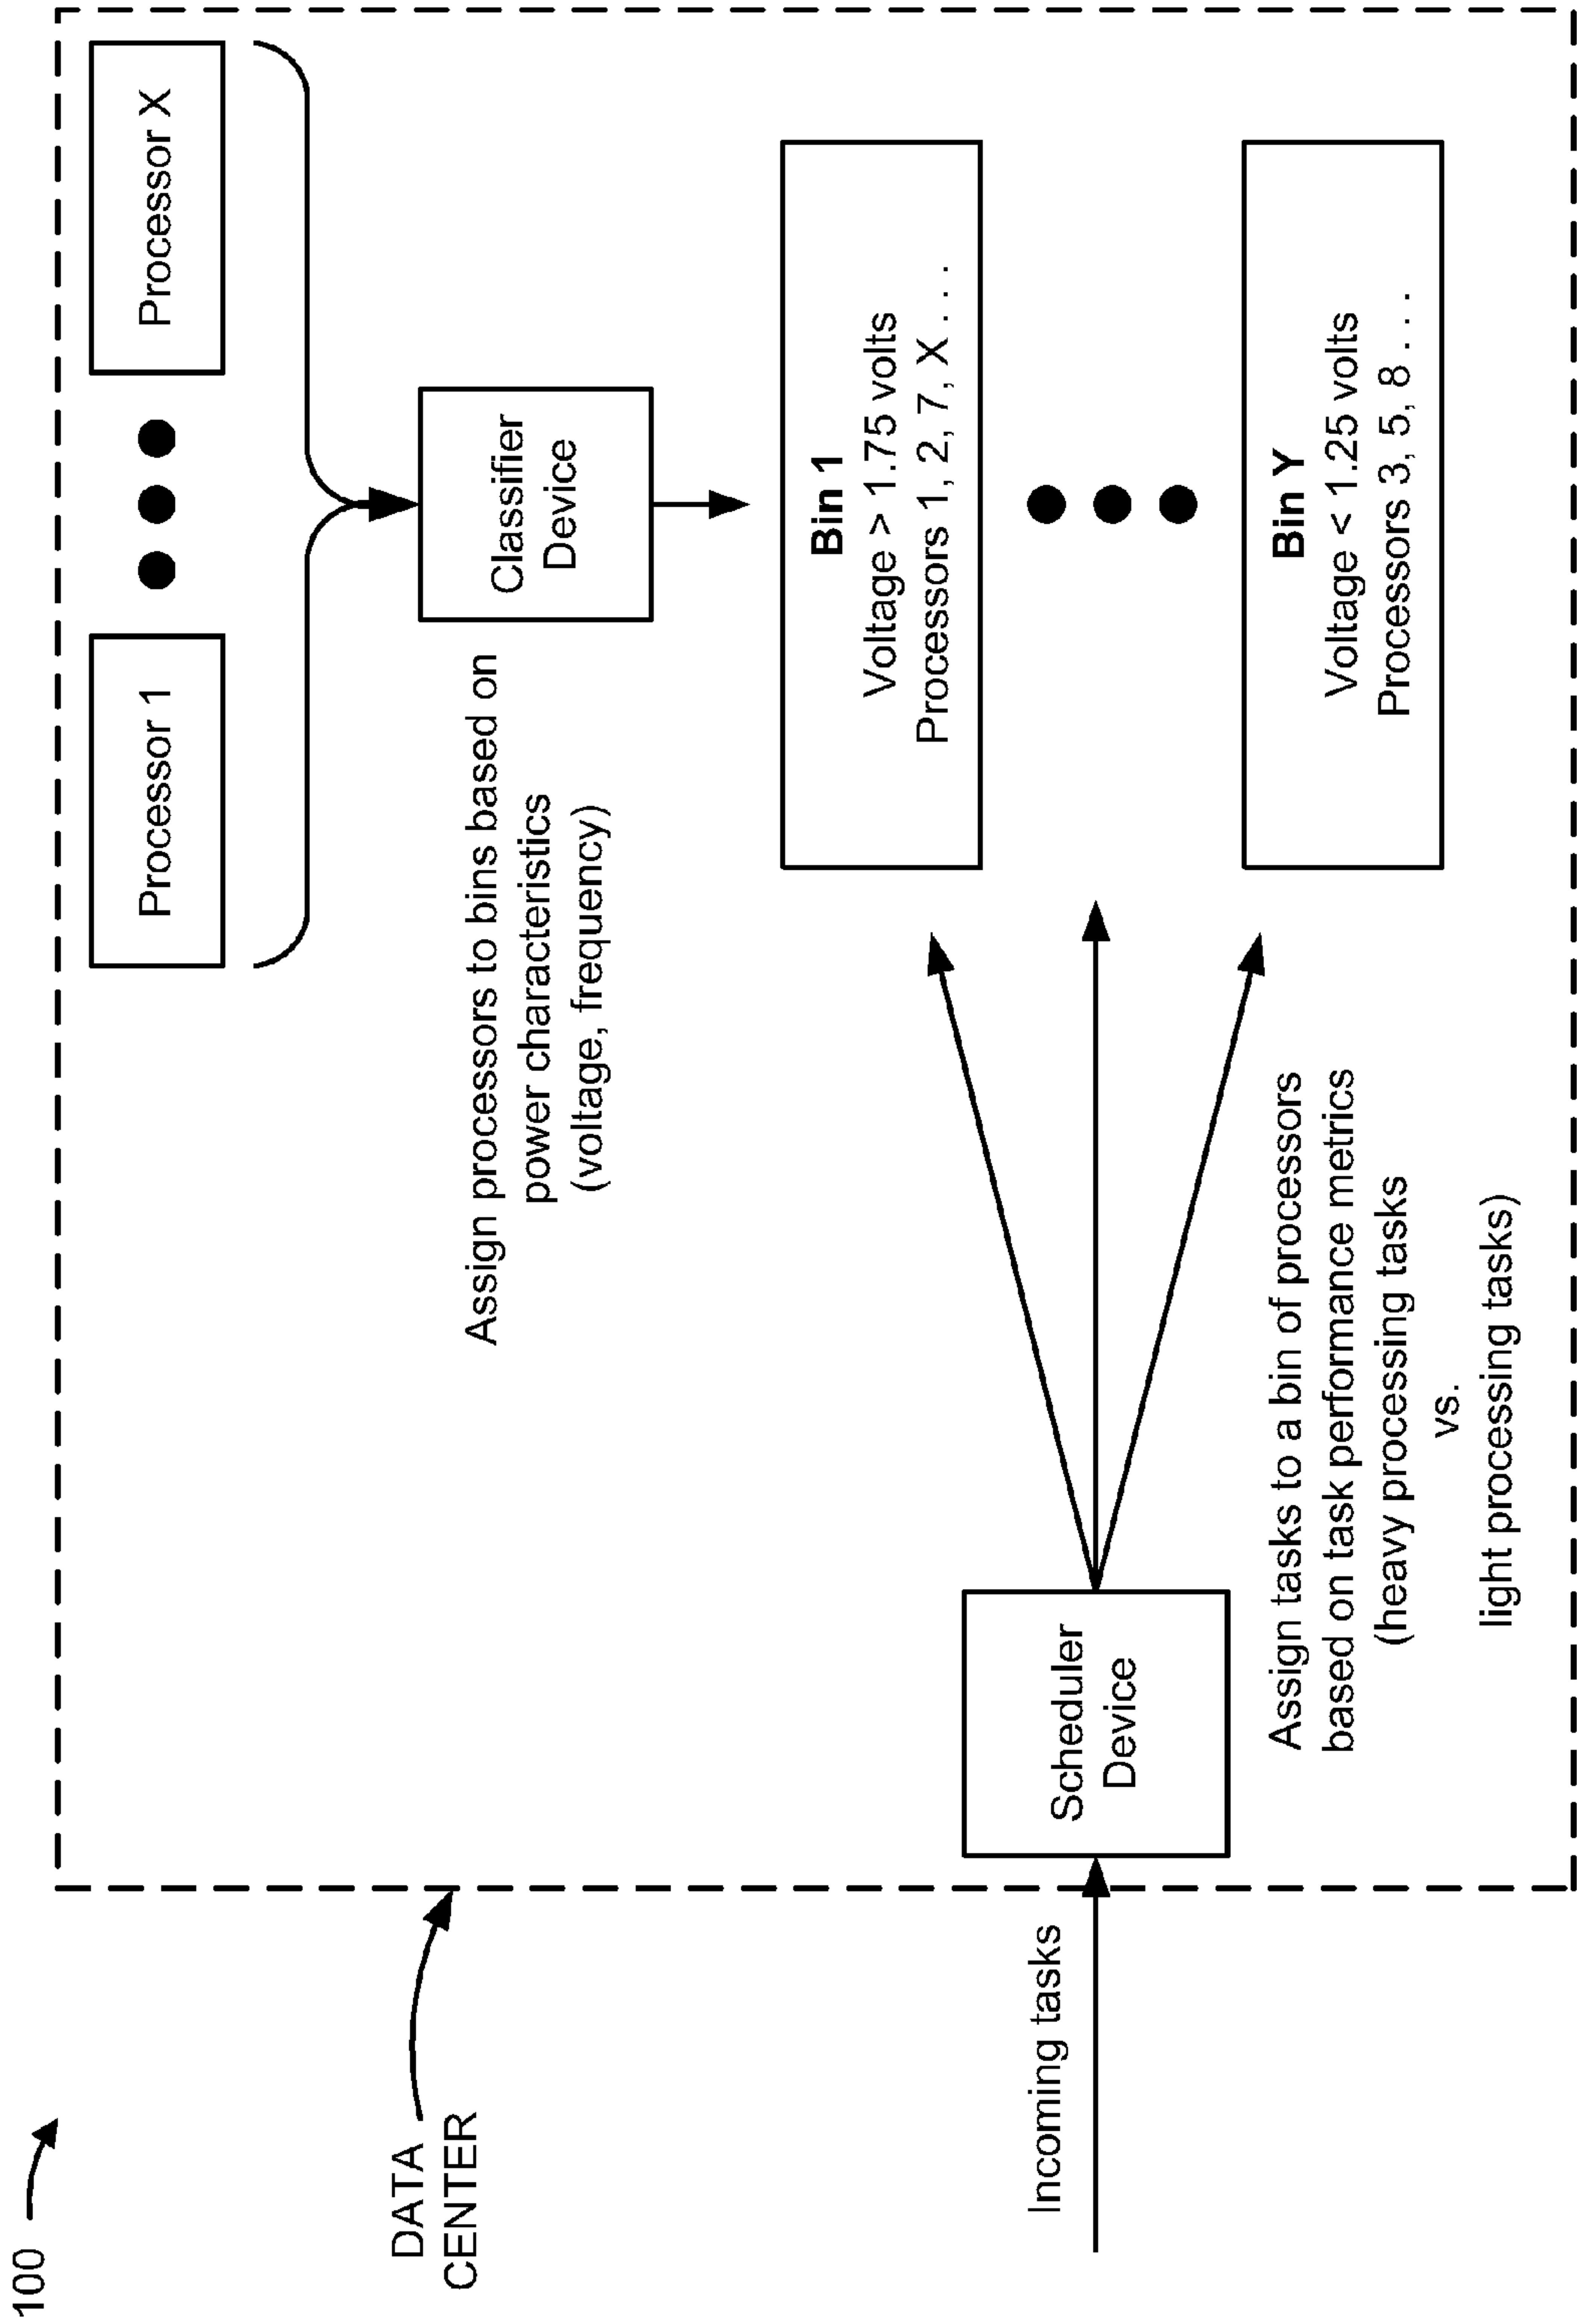 100
DATA
CENTER
Processor 1
Processor X
Classifier
Device
Assign processors to bins based on
power characteristics
(voltage, frequency)
Bin 1
Voltage > 1.75 volts
Processors 1, 2, 7, X . . .
Bin Y
Voltage < 1.25 volts
Processors 3, 5, 8 . . .
Incoming tasks
Scheduler
Device
Assign tasks to a bin of processors
based on task performance metrics
(heavy processing tasks
vs.
light processing tasks)